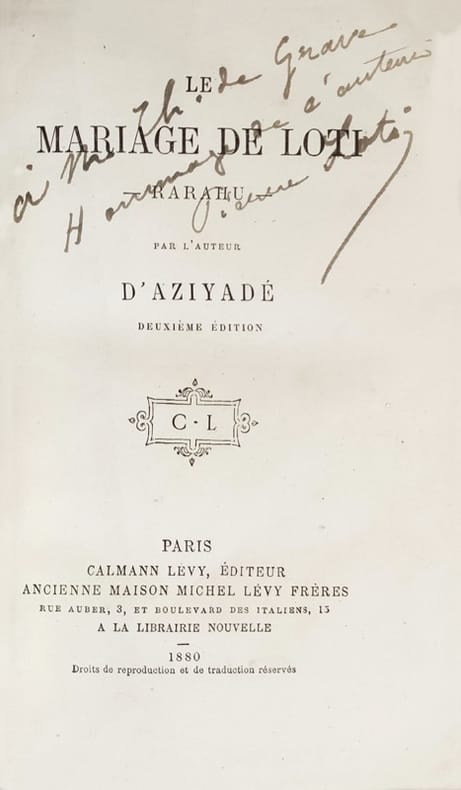 à Mr Th. de Grave
Hommage de l'auteur
Pierre Loti
LE
MARIAGE DE LOTI
— RARAHU —
PAR L'AUTEUR
D'AZIYADÉ
DEUXIÈME ÉDITION
C-L
PARIS
CALMANN LÉVY, ÉDITEUR
ANCIENNE MAISON MICHEL LÉVY FRÈRES
RUE AUBER, 3, ET BOULEVARD DES ITALIENS, 15
A LA LIBRAIRIE NOUVELLE
1880
Droits de reproduction et de traduction réservés